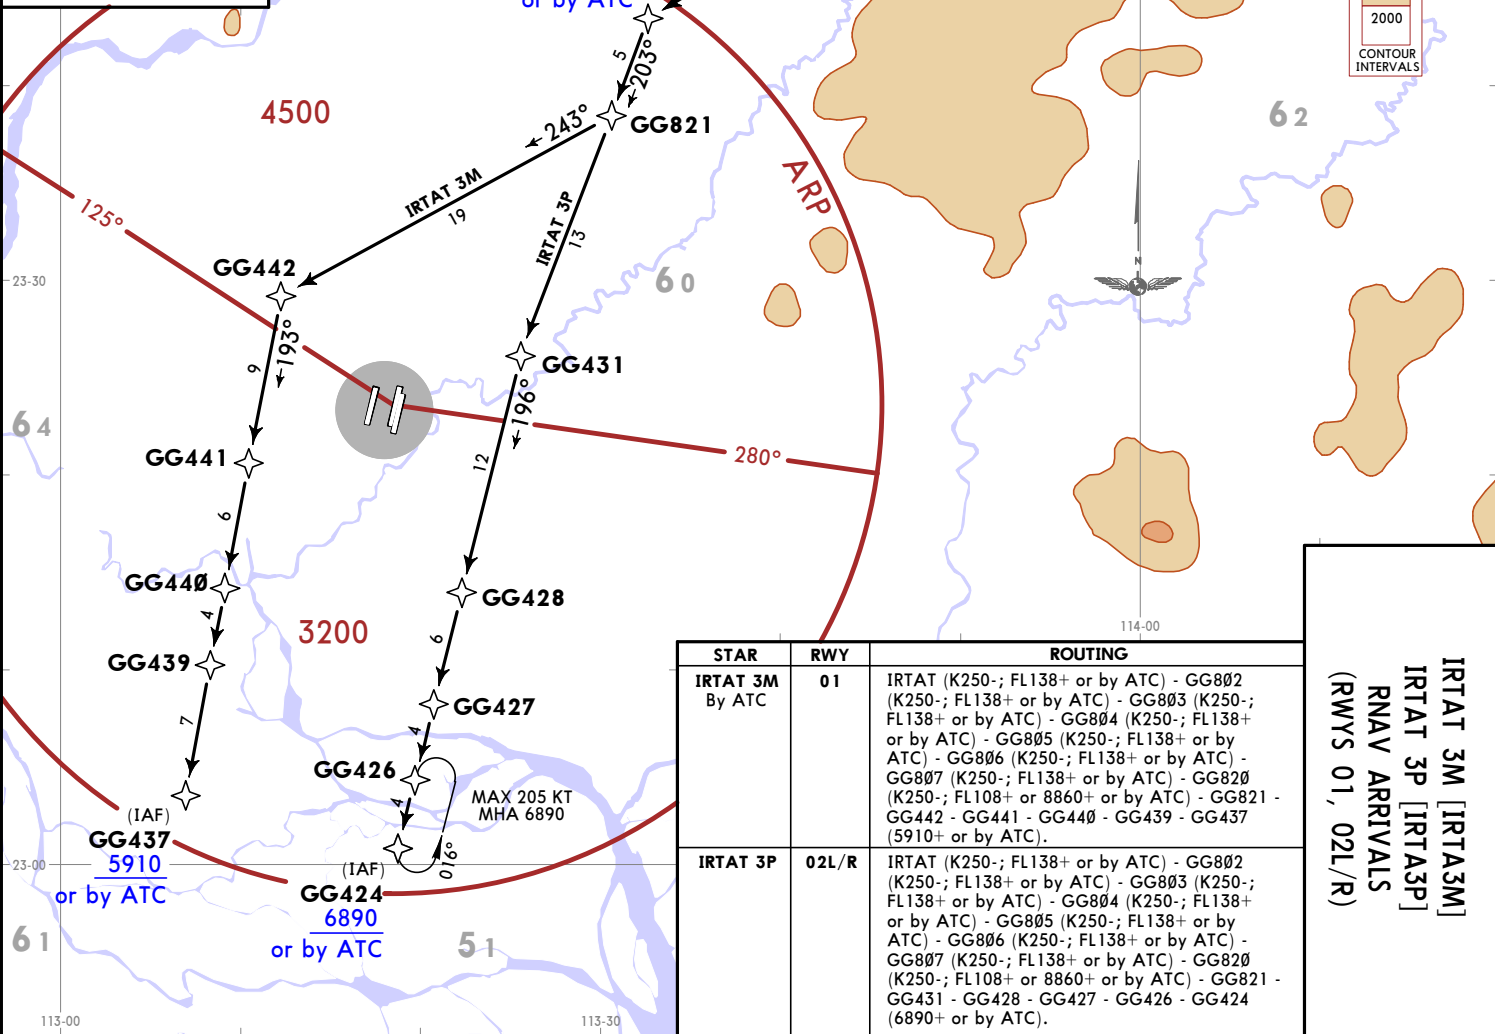 or by ATC
2000
CONTOUR
INTERVALS
5
203°
4500
243°
GG821
62
ARP
IRTAT 3M
19
IRTAT 3P
13
125°
GG442
N
23-30
60
193°
9
GG431
196°
64
GG441
12
280°
6
GG44Ø
GG428
4
3200
114-00
6
GG439
7
GG427
4
GG426
MAX 205 KT
MHA 6890
4
016°
(IAF)
GG437
5910
or by ATC
23-00
(IAF)
GG424
6890
or by ATC
61
51
113-00
113-30
STAR RWY ROUTING
IRTAT 3M
By ATC
01
IRTAT (K250-; FL138+ or by ATC) - GG8Ø2
(K250-; FL138+ or by ATC) - GG8Ø3 (K250-;
FL138+ or by ATC) - GG8Ø4 (K250-; FL138+
or by ATC) - GG8Ø5 (K250-; FL138+ or by
ATC) - GG8Ø6 (K250-; FL138+ or by ATC) -
GG8Ø7 (K250-; FL138+ or by ATC) - GG82Ø
(K250-; FL108+ or 8860+ or by ATC) - GG821 -
GG442 - GG441 - GG44Ø - GG439 - GG437
(5910+ or by ATC).
IRTAT 3P
02L/R
IRTAT (K250-; FL138+ or by ATC) - GG8Ø2
(K250-; FL138+ or by ATC) - GG8Ø3 (K250-;
FL138+ or by ATC) - GG8Ø4 (K250-; FL138+
or by ATC) - GG8Ø5 (K250-; FL138+ or by
ATC) - GG8Ø6 (K250-; FL138+ or by ATC) -
GG8Ø7 (K250-; FL138+ or by ATC) - GG82Ø
(K250-; FL108+ or 8860+ or by ATC) - GG821 -
GG431 - GG428 - GG427 - GG426 - GG424
(6890+ or by ATC).
IRTAT 3M [IRTA3M]
IRTAT 3P [IRTA3P]
RNAV ARRIVALS
(RWYS 01, 02L/R)